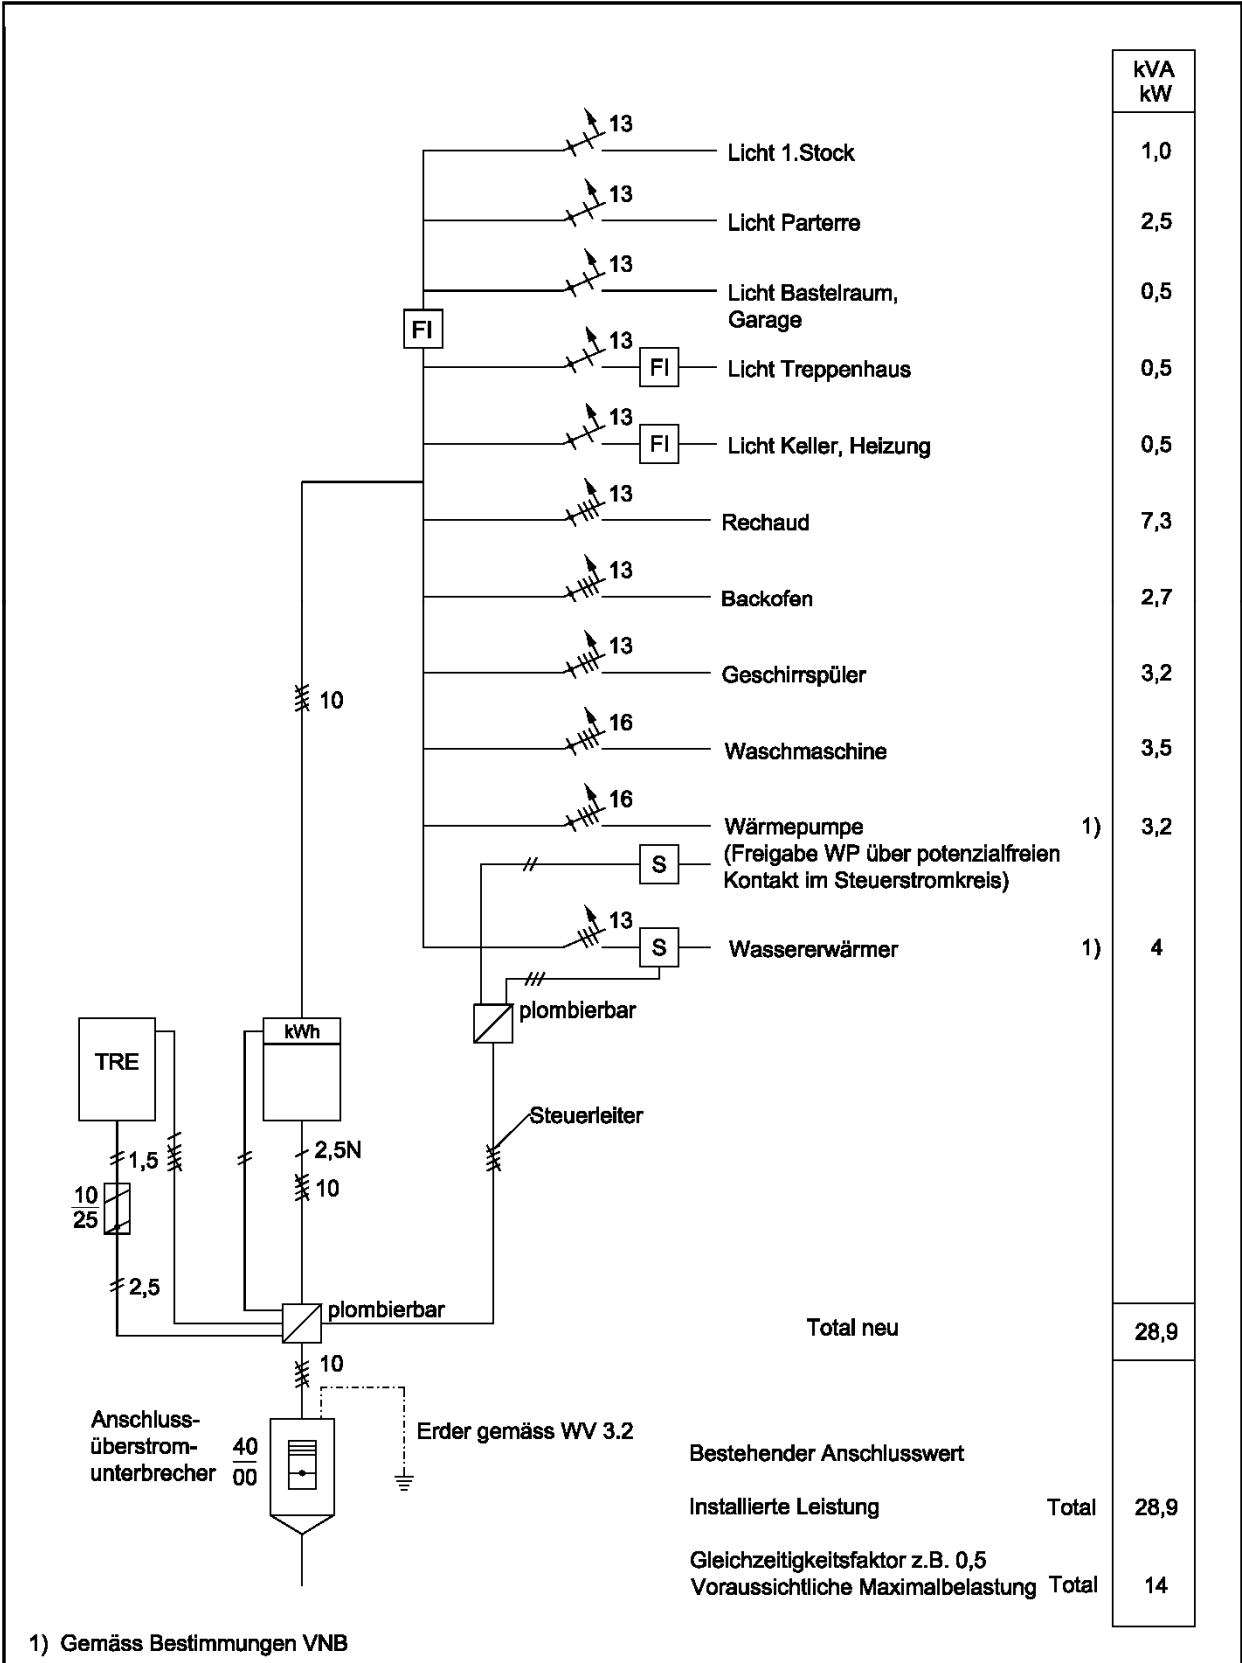 kVA
kW
13
Licht 1.Stock 1,0
13
Licht Parterre 2,5
13
Licht Bastelraum, 0,5
Garage
FI
13
FI Licht Treppenhaus 0,5
13
FI Licht Keller, Heizung 0,5
13
Rechaud 7,3
13
Backofen 2,7
13
Geschirrspüler 3,2
10
16
Waschmaschine 3,5
16
Wärmepumpe 1) 3,2
(Freigabe WP über potenzialfreien
S
Kontakt im Steuerstromkreis)
13
S Wassererwärmer 1) 4
plombierbar
kWh
TRE
Steuerleiter
1,5
2,5N
10
10
25
2,5
plombierbar
Total neu 28,9
10
Anschluss-
überstrom-
unterbrecher
40
00
Erder gemäss WV 3.2
Bestehender Anschlusswert
Installierte Leistung Total 28,9
Gleichzeitigkeitsfaktor z.B. 0,5
Voraussichtliche Maximalbelastung Total 14
1) Gemäss Bestimmungen VNB